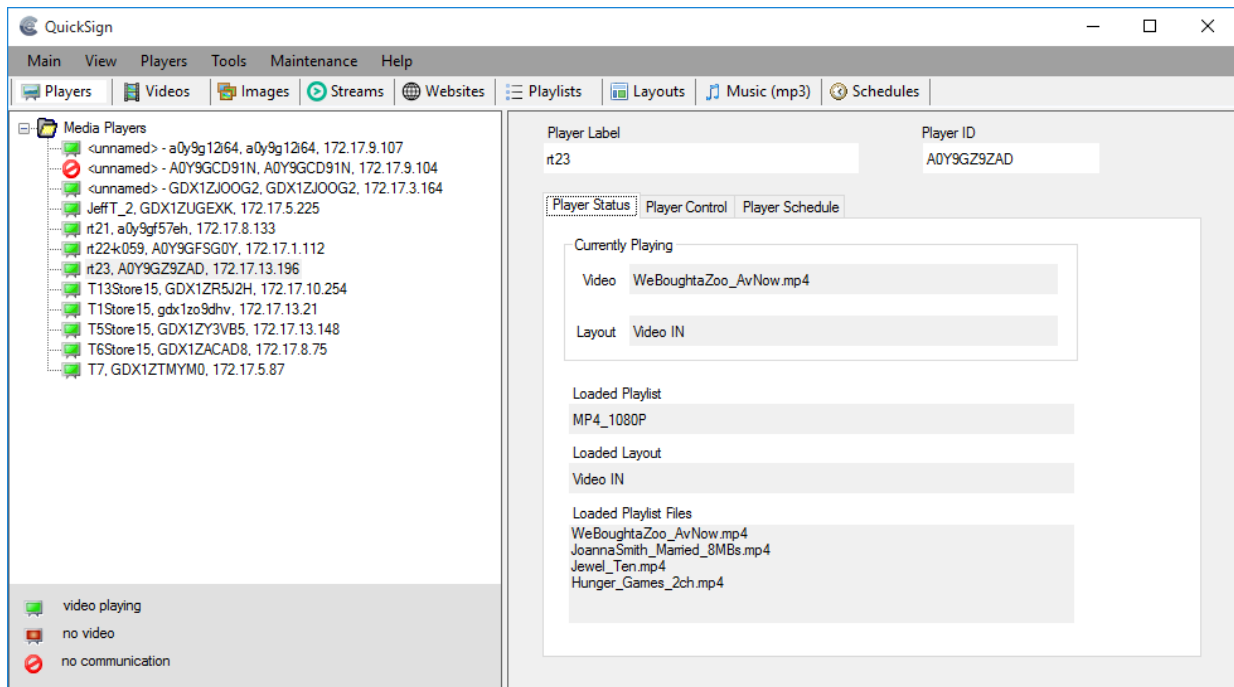 QuickSign
Main View Players Tools Maintenance Help
Players Videos Images Streams Websites Playlists Layouts Music (mp3) Schedules
Media Players
<unnamed> - a0y9g12i64, a0y9g12i64, 172.17.9.107
<unnamed> - A0Y9GCD91N, A0Y9GCD91N, 172.17.9.104
<unnamed> - GDX1ZJOOG2, GDX1ZJOOG2, 172.17.3.164
JeffT_2, GDX1ZUGEXK, 172.17.5.225
rt21, a0y9gf57eh, 172.17.8.133
rt22-k059, A0Y9GFSG0Y, 172.17.1.112
rt23, A0Y9GZ9ZAD, 172.17.13.196
T13Store15, GDX1ZR5J2H, 172.17.10.254
T1Store15, gdx1zo9dhv, 172.17.13.21
T5Store15, GDX1ZY3VB5, 172.17.13.148
T6Store15, GDX1ZACAD8, 172.17.8.75
T7, GDX1ZTMYM0, 172.17.5.87
video playing
no video
no communication
Player Label Player ID
rt23 A0Y9GZ9ZAD
Player Status Player Control Player Schedule
Currently Playing
Video WeBoughtaZoo_AvNow.mp4
Layout Video IN
Loaded Playlist
MP4_1080P
Loaded Layout
Video IN
Loaded Playlist Files
WeBoughtaZoo_AvNow.mp4
JoannaSmith_Married_8MBs.mp4
Jewel_Ten.mp4
Hunger_Games_2ch.mp4